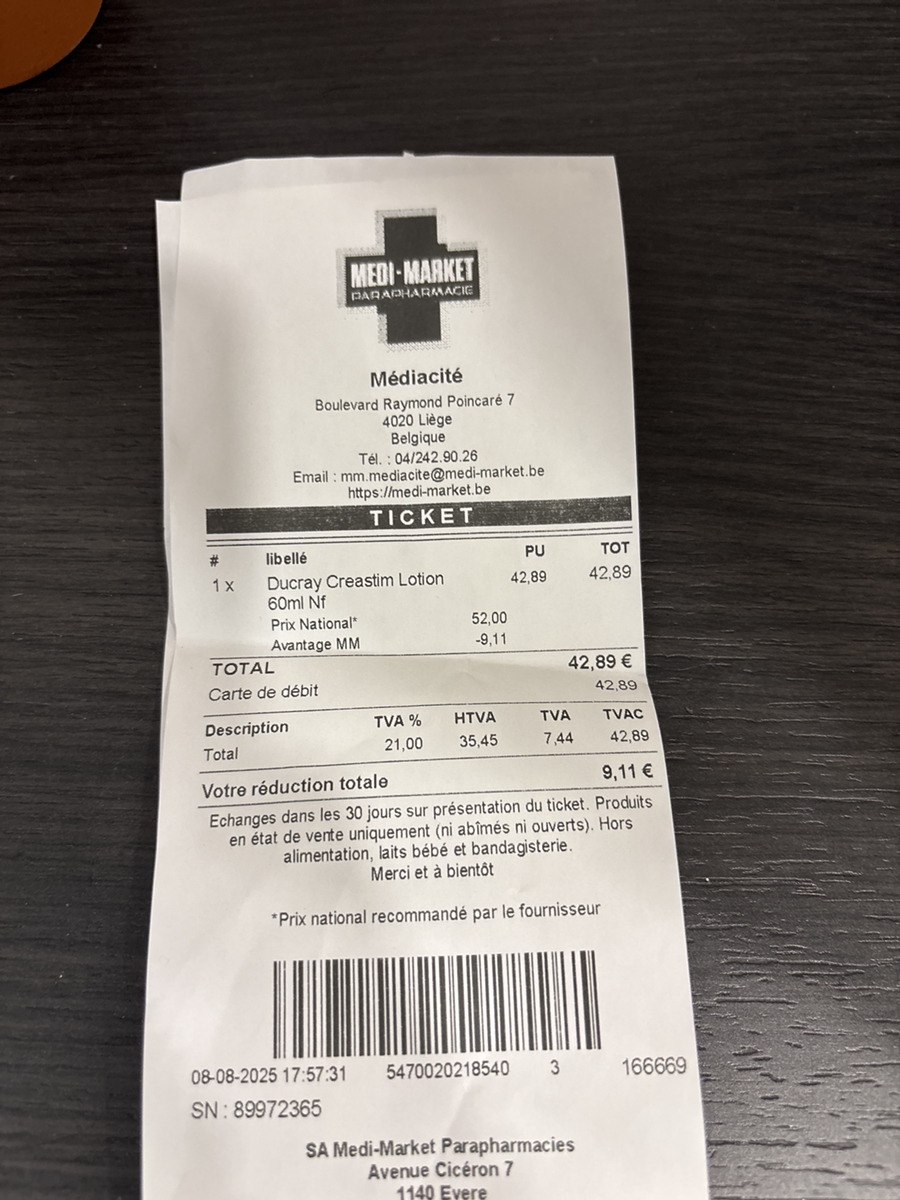 MEDI-MARKET
PARAPHARMACIE
Médiacité
Boulevard Raymond Poincaré 7
4020 Liège
Belgique
Tél. : 04/242.90.26
Email : mm.mediacite@medi-market.be
https://medi-market.be
TICKET
# libellé PU TOT
1 x Ducray Creastim Lotion 42,89 42,89
60ml Nf
Prix National* 52,00
Avantage MM -9,11
TOTAL 42,89 €
Carte de débit 42,89
Description TVA % HTVA TVA TVAC
Total 21,00 35,45 7,44 42,89
Votre réduction totale 9,11 €
Echanges dans les 30 jours sur présentation du ticket. Produits
en état de vente uniquement (ni abîmés ni ouverts). Hors
alimentation, laits bébé et bandagisterie.
Merci et à bientôt
*Prix national recommandé par le fournisseur
08-08-2025 17:57:31 5470020218540 3 166669
SN : 89972365
SA Medi-Market Parapharmacies
Avenue Cicéron 7
1140 Evere